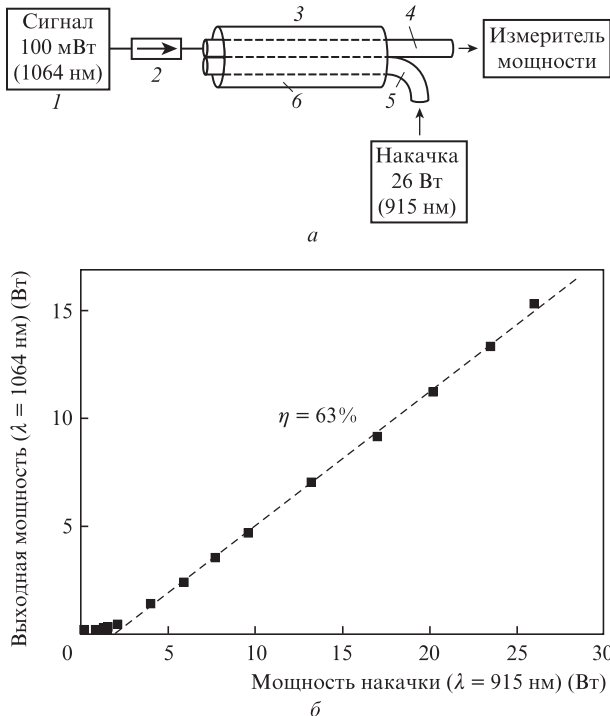 Сигнал
100 мВт
(1064 нм)
1
2
3
4
5
6
Измеритель
мощности
Накачка
26 Вт
(915 нм)
а
Выходная мощность (λ = 1064 нм) (Вт)
15
10
5
η = 63%
0 5 10 15 20 25 30
Мощность накачки (λ = 915 нм) (Вт)
б